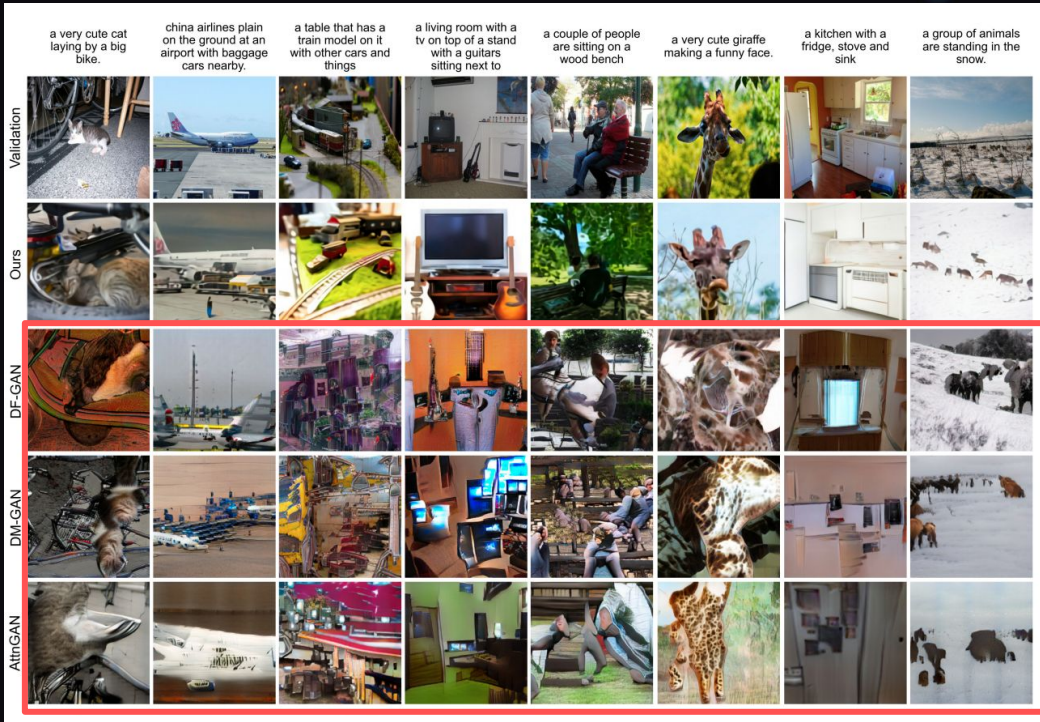 a very cute cat
laying by a big
bike.
china airlines plain
on the ground at an
airport with baggage
cars nearby.
a table that has a
train model on it
with other cars and
things
a living room with a
tv on top of a stand
with a guitars
sitting next to
a couple of people
are sitting on a
wood bench
a very cute giraffe
making a funny face.
a kitchen with a
fridge, stove and
sink
a group of animals
are standing in the
snow.
Validation
Ours
DF-GAN
DM-GAN
AttnGAN